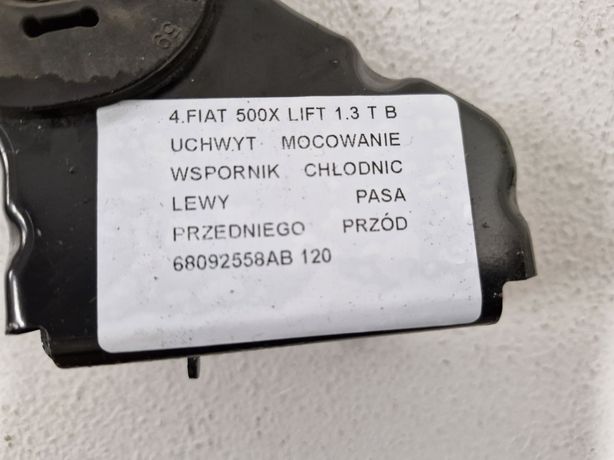 4.FIAT 500X LIFT 1.3 T B
UCHWYT MOCOWANIE
WSPORNIK CHŁODNIC
LEWY PASA
PRZEDNIEGO PRZÓD
68092558AB 120